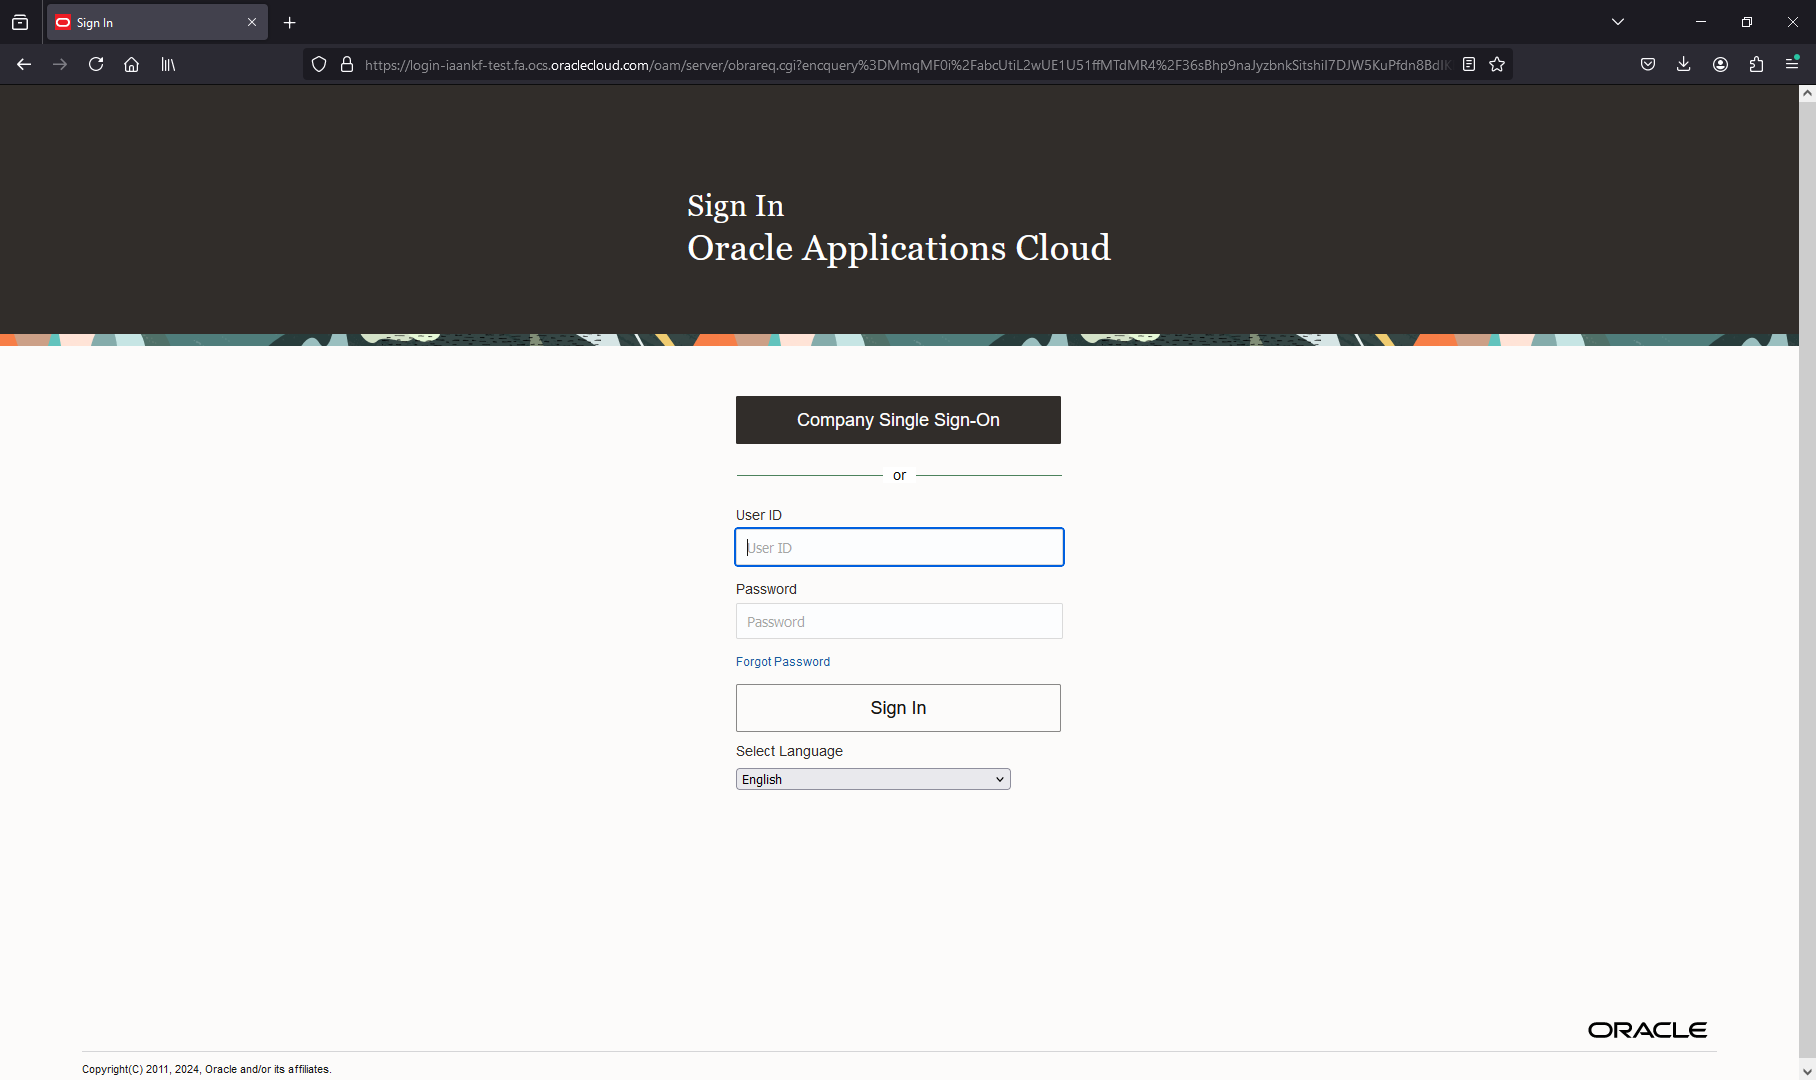 Sign In
https://login-iaankf-test.fa.ocs.oraclecloud.com/oam/server/obrareq.cgi?encquery%3DMmqMF0i%2FabcUtiL2wUE1U51ffMTdMR4%2F36sBhp9naJyzbnkSitshiI7DJW5KuPfdn8BdIK
Sign In
Oracle Applications Cloud
Company Single Sign-On
or
User ID
User ID
Password
Password
Forgot Password
Sign In
Select Language
English
ORACLE
Copyright(C) 2011, 2024, Oracle and/or its affiliates.